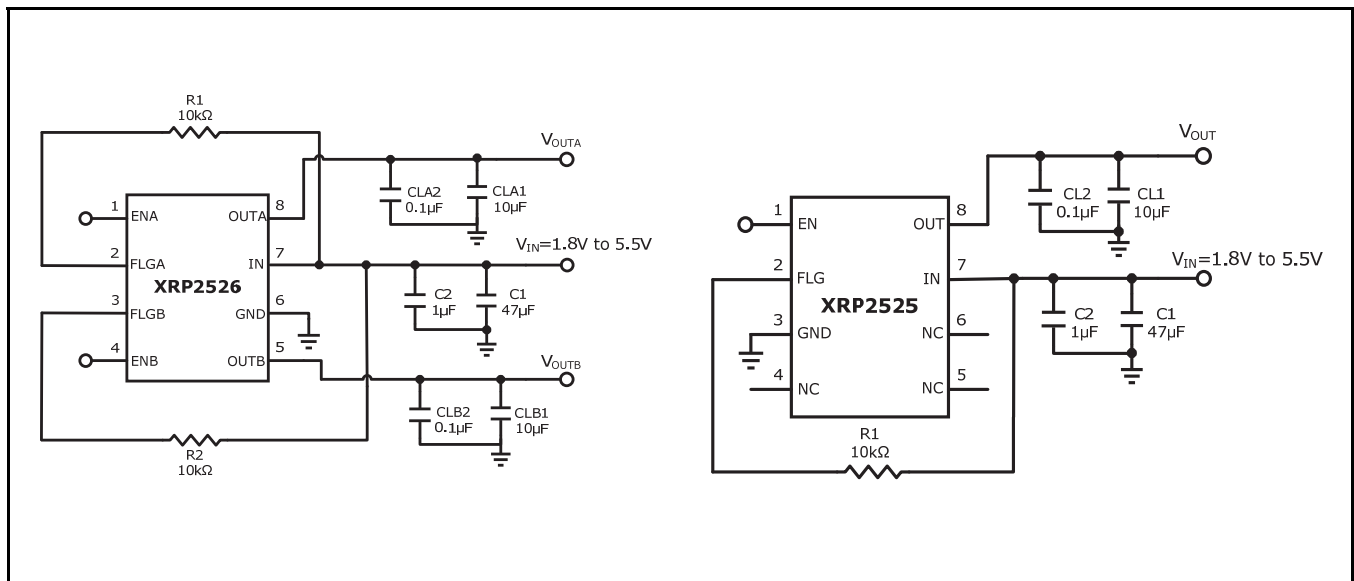 R1
10kΩ
VOUTA
CLA2
0.1µF
CLA1
10µF
1
ENA
OUTA
8
VIN=1.8V to 5.5V
2
FLGA
IN
7
XRP2526
C2
1µF
C1
47µF
3
FLGB
GND
6
4
ENB
OUTB
5
VOUTB
CLB2
0.1µF
CLB1
10µF
R2
10kΩ
VOUT
CL2
0.1µF
CL1
10µF
1
EN
OUT
8
VIN=1.8V to 5.5V
2
FLG
IN
7
XRP2525
C2
1µF
C1
47µF
3
GND
NC
6
4
NC
NC
5
R1
10kΩ